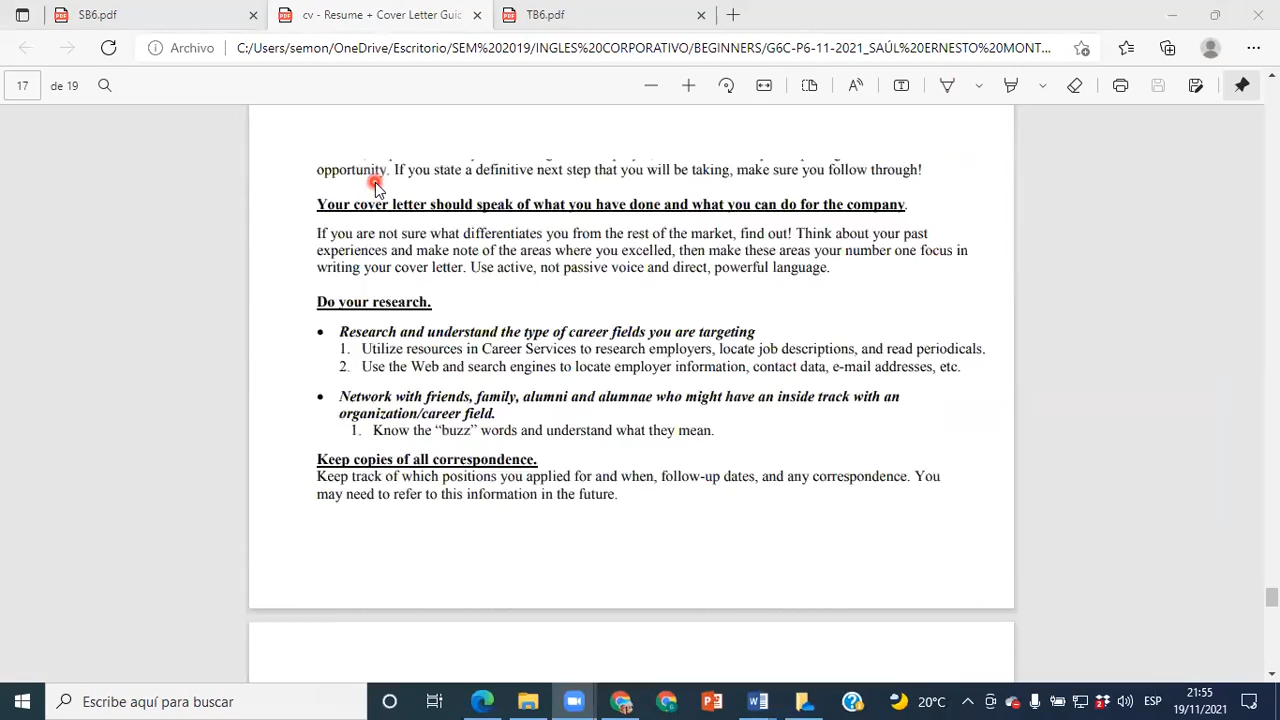 SB6.pdf
cv - Resume + Cover Letter Guid
TB6.pdf
Archivo
C:/Users/semon/OneDrive/Escritorio/SEM%202019/INGLES%20CORPORATIVO/BEGINNERS/G6C-P6-11-2021_SAÚL%20ERNESTO%20MONT...
17
de 19
opportunity. If you state a definitive next step that you will be taking, make sure you follow through!
Your cover letter should speak of what you have done and what you can do for the company.
If you are not sure what differentiates you from the rest of the market, find out! Think about your past
experiences and make note of the areas where you excelled, then make these areas your number one focus in
writing your cover letter. Use active, not passive voice and direct, powerful language.
Do your research.
• Research and understand the type of career fields you are targeting
1. Utilize resources in Career Services to research employers, locate job descriptions, and read periodicals.
2. Use the Web and search engines to locate employer information, contact data, e-mail addresses, etc.
• Network with friends, family, alumni and alumnae who might have an inside track with an
organization/career field.
1. Know the “buzz” words and understand what they mean.
Keep copies of all correspondence.
Keep track of which positions you applied for and when, follow-up dates, and any correspondence. You
may need to refer to this information in the future.
Escribe aquí para buscar
20°C
ESP
21:55
19/11/2021